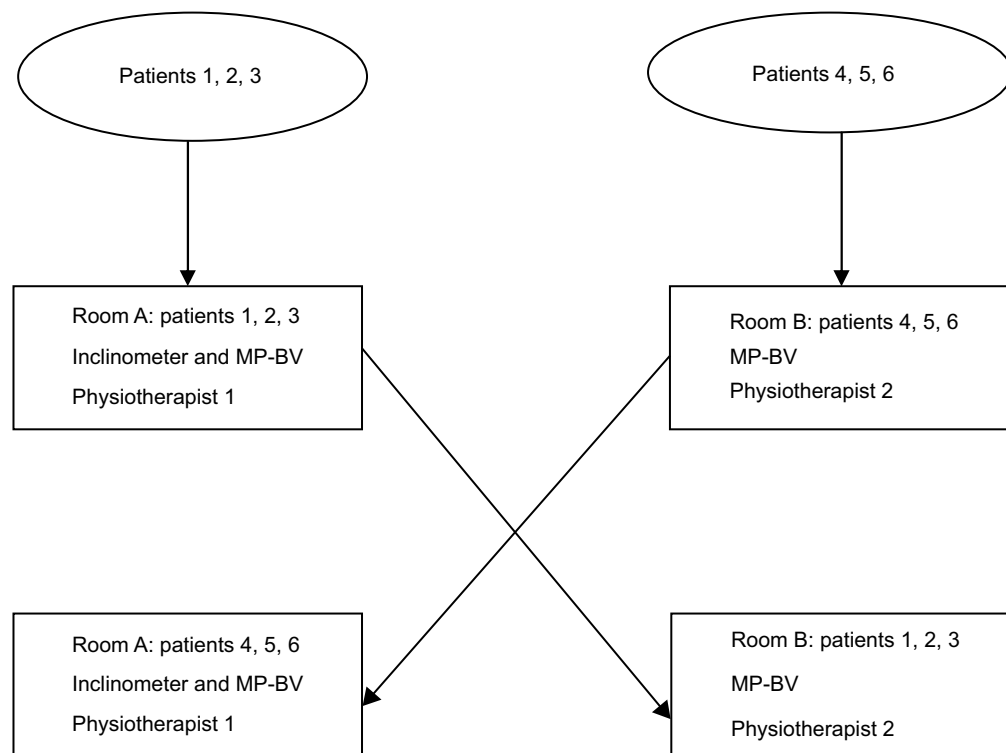 Patients 1, 2, 3
Patients 4, 5, 6
Room A: patients 1, 2, 3
Inclinometer and MP-BV
Physiotherapist 1
Room B: patients 4, 5, 6
MP-BV
Physiotherapist 2
Room A: patients 4, 5, 6
Inclinometer and MP-BV
Physiotherapist 1
Room B: patients 1, 2, 3
MP-BV
Physiotherapist 2